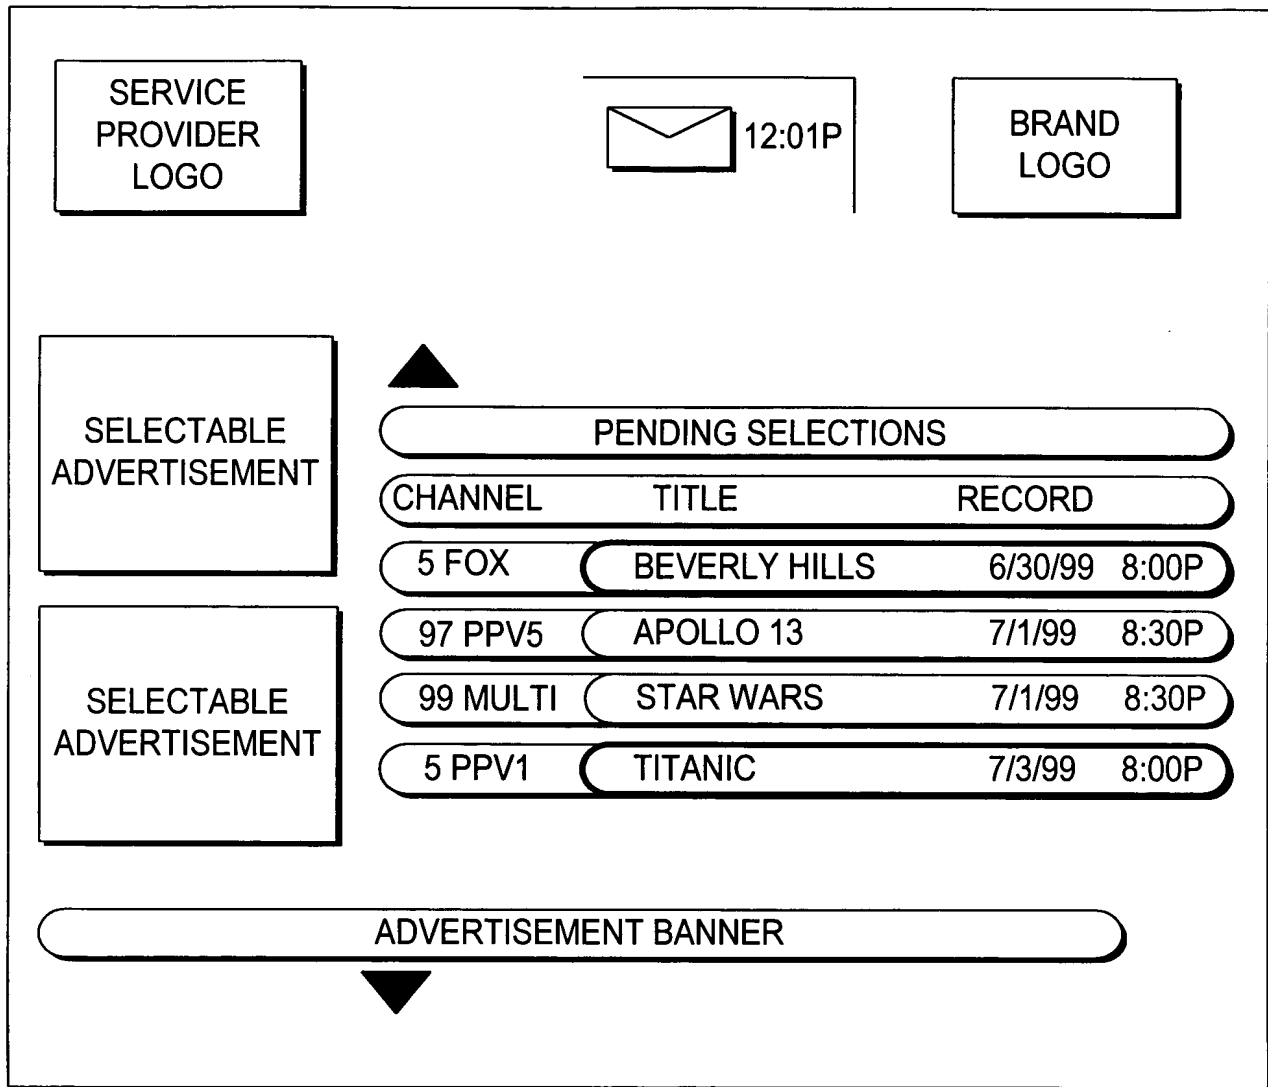 SERVICE
PROVIDER
LOGO
12:01P
BRAND
LOGO
SELECTABLE
ADVERTISEMENT
PENDING SELECTIONS
CHANNEL TITLE RECORD
5 FOX BEVERLY HILLS 6/30/99 8:00P
97 PPV5 APOLLO 13 7/1/99 8:30P
99 MULTI STAR WARS 7/1/99 8:30P
5 PPV1 TITANIC 7/3/99 8:00P
SELECTABLE
ADVERTISEMENT
ADVERTISEMENT BANNER